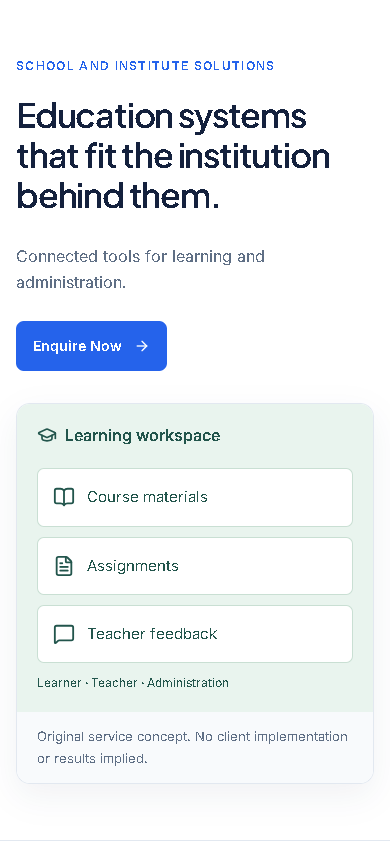 SCHOOL AND INSTITUTE SOLUTIONS
Education systems
that fit the institution
behind them.
Connected tools for learning and
administration.
Enquire Now
Learning workspace
Course materials
Assignments
Teacher feedback
Learner · Teacher · Administration
Original service concept. No client implementation
or results implied.